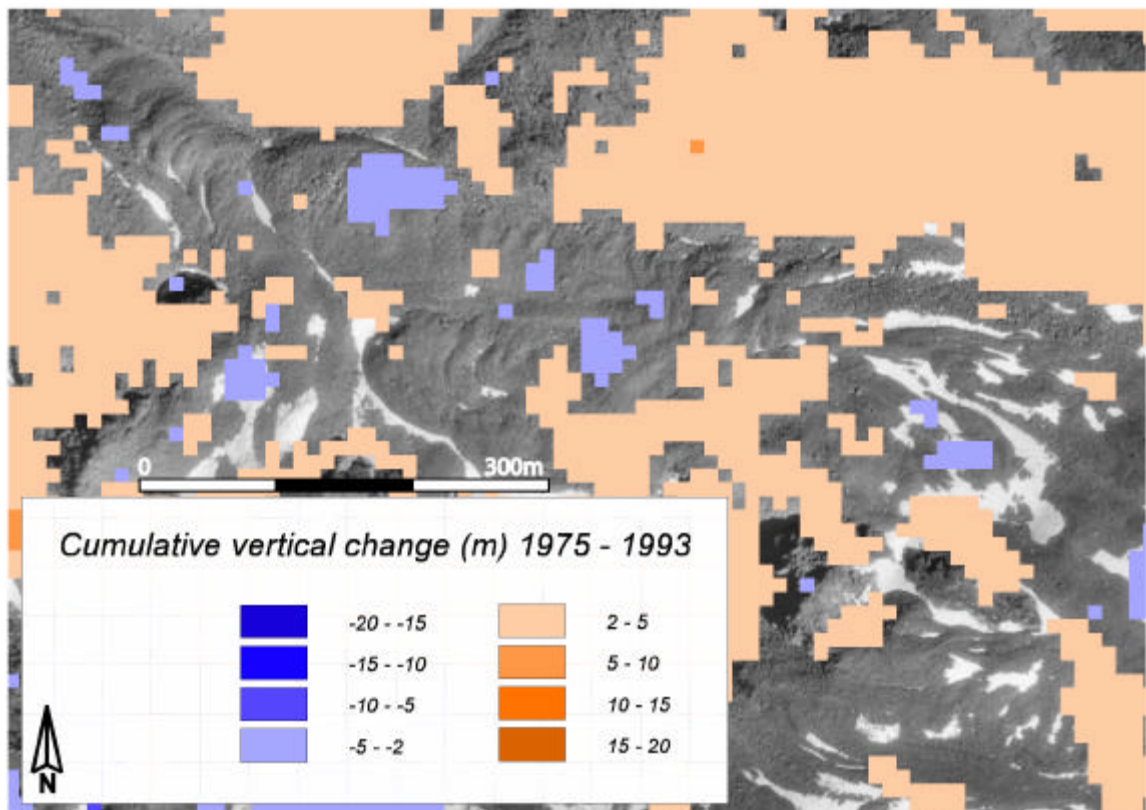 0 300m
Cumulative vertical change (m) 1975 - 1993
-20 - -15 2 - 5
-15 - -10 5 - 10
-10 - -5 10 - 15
-5 - -2 15 - 20
N